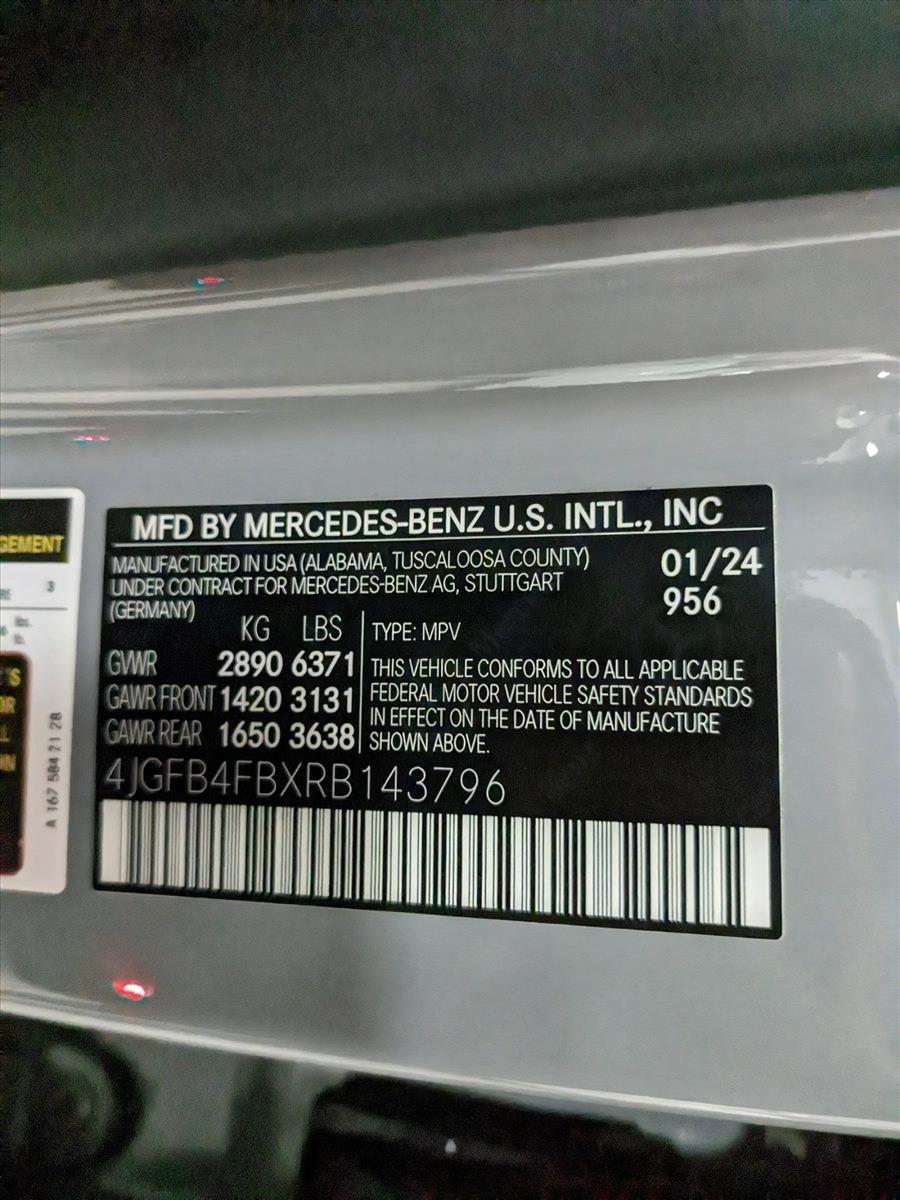 MFD BY MERCEDES-BENZ U.S. INTL., INC
MANUFACTURED IN USA (ALABAMA, TUSCALOOSA COUNTY)
UNDER CONTRACT FOR MERCEDES-BENZ AG, STUTTGART
(GERMANY)
01/24
956
KG LBS
GVWR 2890 6371
GAWR FRONT 1420 3131
GAWR REAR 1650 3638
TYPE: MPV
THIS VEHICLE CONFORMS TO ALL APPLICABLE
FEDERAL MOTOR VEHICLE SAFETY STANDARDS
IN EFFECT ON THE DATE OF MANUFACTURE
SHOWN ABOVE.
4JGFB4FBXRB143796
GEMENT
3
A 167 584 21 28